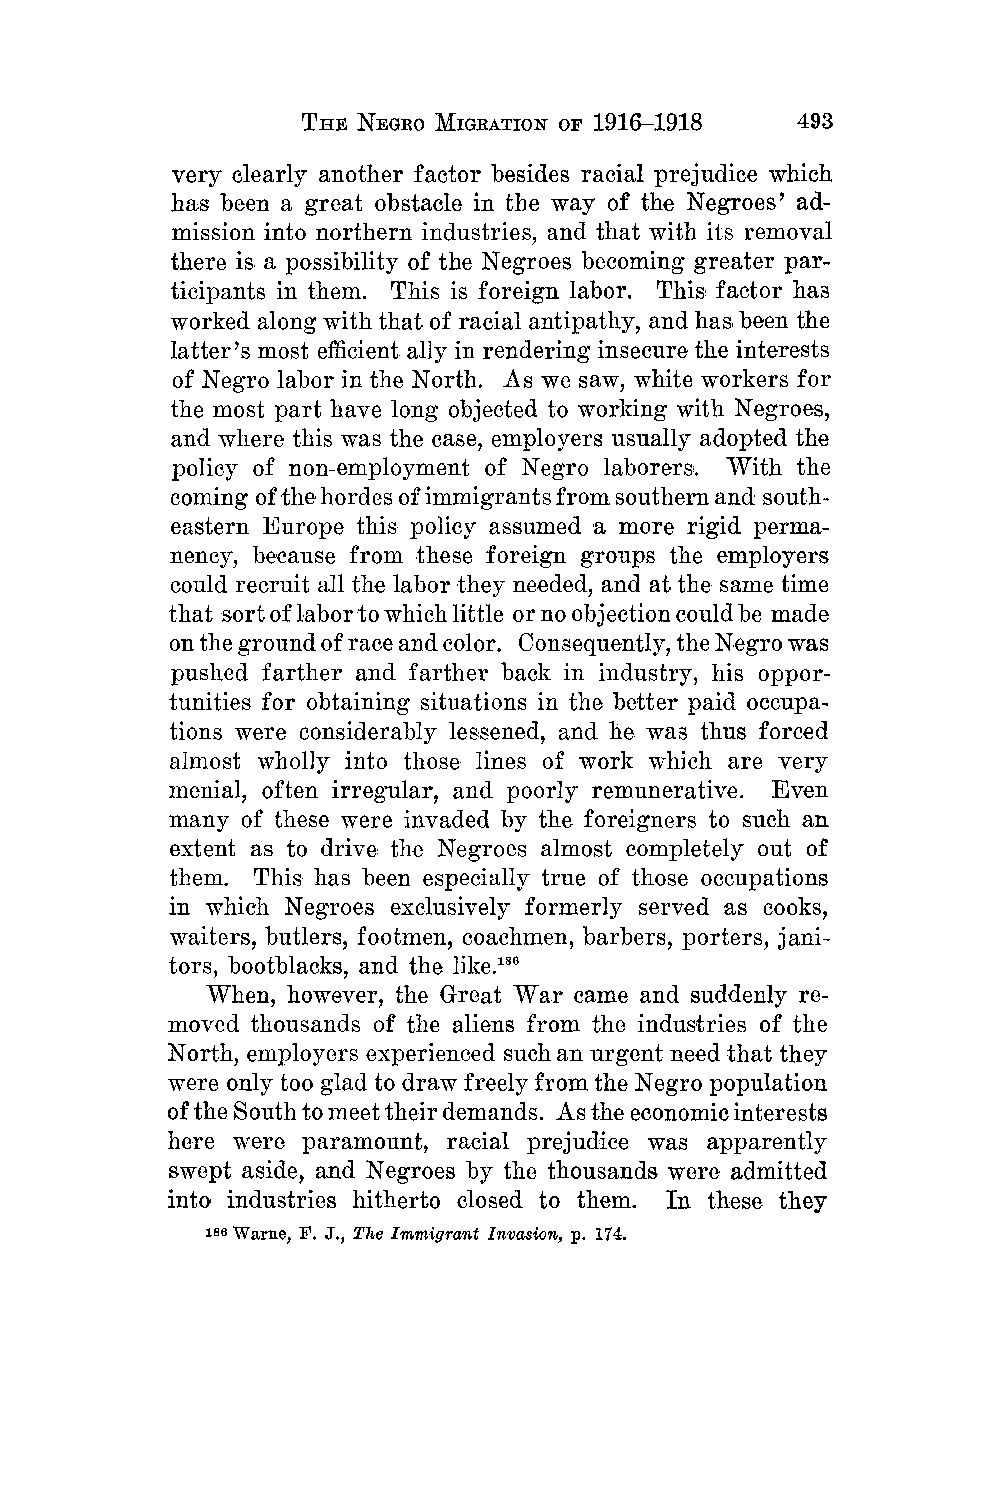 THE NEGRO MIGRATION OF 1916–1918 493
very clearly another factor besides racial prejudice which
has been a great obstacle in the way of the Negroes' ad-
mission into northern industries, and that with its removal
there is a possibility of the Negroes becoming greater par-
ticipants in them. This is foreign labor. This factor has
worked along with that of racial antipathy, and has been the
latter's most efficient ally in rendering insecure the interests
of Negro labor in the North. As we saw, white workers for
the most part have long objected to working with Negroes,
and where this was the case, employers usually adopted the
policy of non-employment of Negro laborers. With the
coming of the hordes of immigrants from southern and south-
eastern Europe this policy assumed a more rigid perma-
nency, because from these foreign groups the employers
could recruit all the labor they needed, and at the same time
that sort of labor to which little or no objection could be made
on the ground of race and color. Consequently, the Negro was
pushed farther and farther back in industry, his oppor-
tunities for obtaining situations in the better paid occupa-
tions were considerably lessened, and he was thus forced
almost wholly into those lines of work which are very
menial, often irregular, and poorly remunerative. Even
many of these were invaded by the foreigners to such an
extent as to drive the Negroes almost completely out of
them. This has been especially true of those occupations
in which Negroes exclusively formerly served as cooks,
waiters, butlers, footmen, coachmen, barbers, porters, jani-
tors, bootblacks, and the like.¹⁸⁶
When, however, the Great War came and suddenly re-
moved thousands of the aliens from the industries of the
North, employers experienced such an urgent need that they
were only too glad to draw freely from the Negro population
of the South to meet their demands. As the economic interests
here were paramount, racial prejudice was apparently
swept aside, and Negroes by the thousands were admitted
into industries hitherto closed to them. In these they
¹⁸⁶ Warne, F. J., The Immigrant Invasion, p. 174.